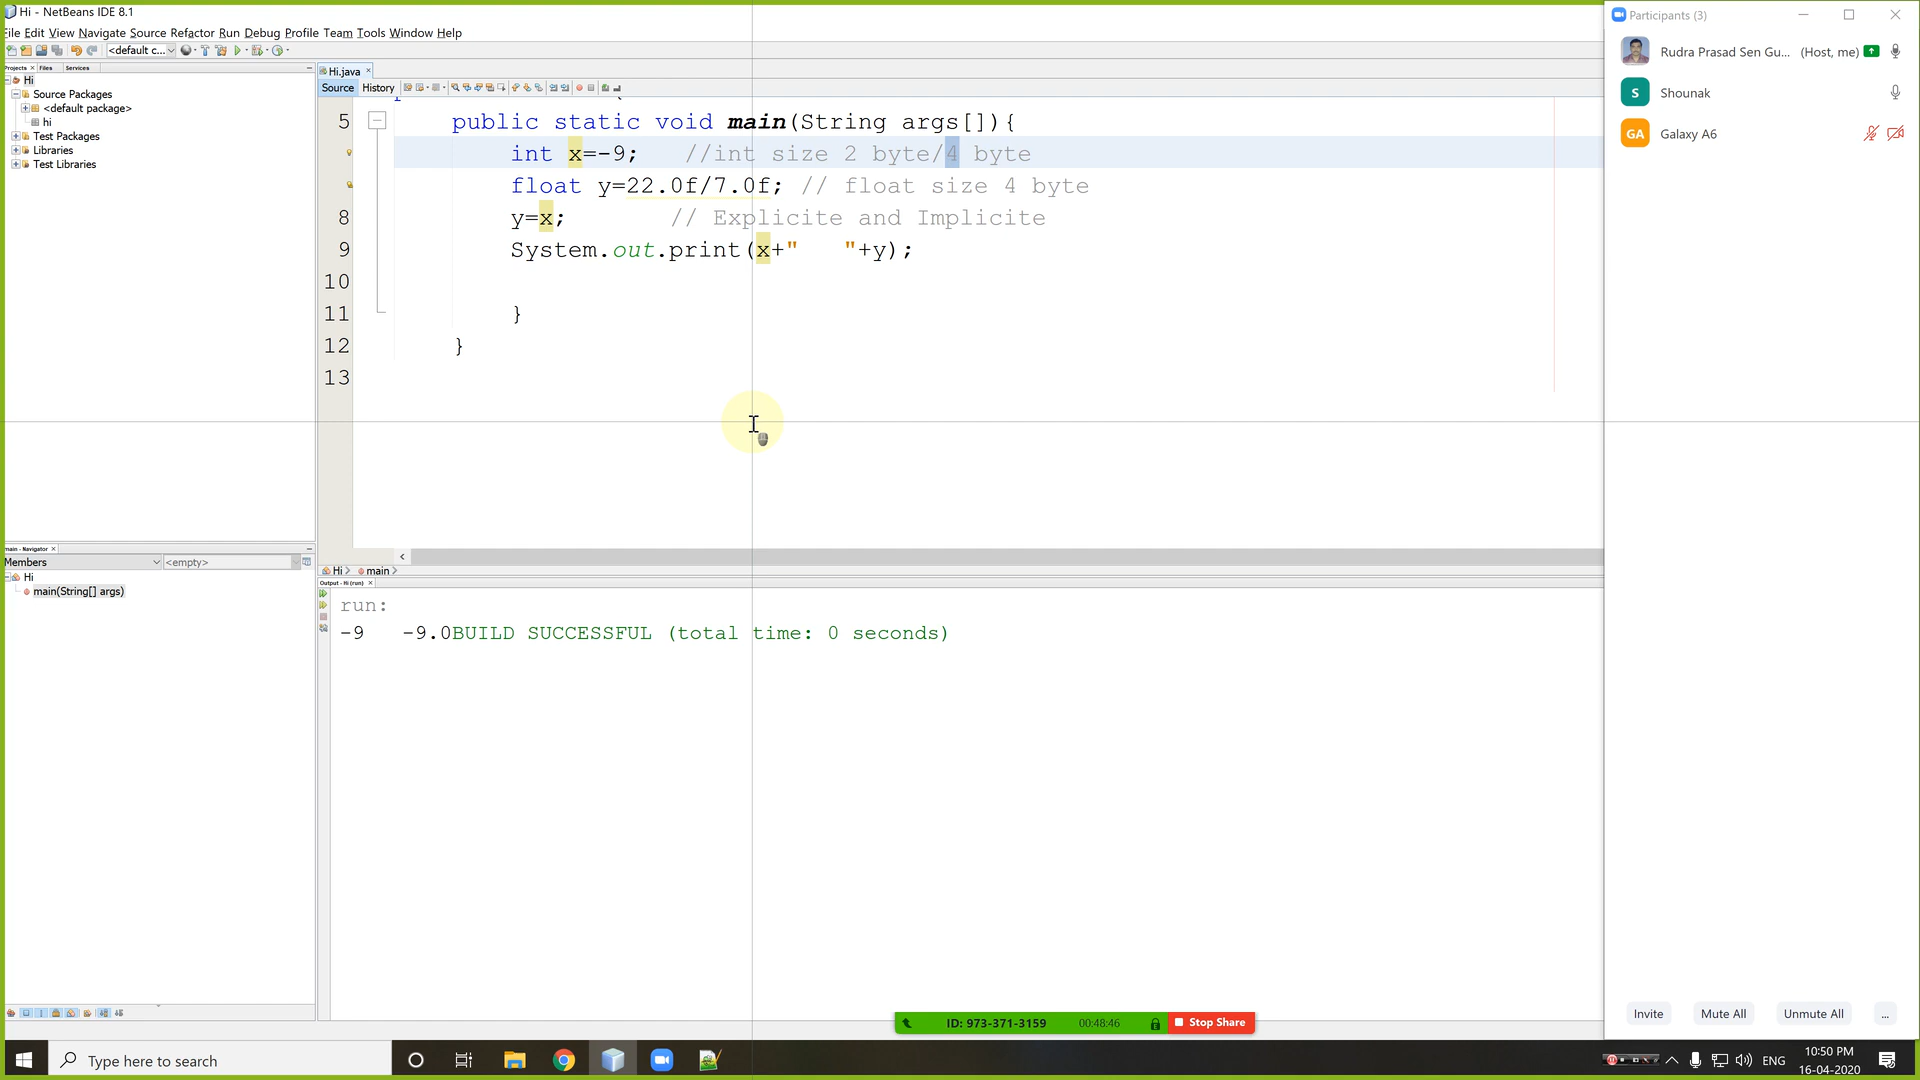 Hi - NetBeans IDE 8.1
Participants (3)
File Edit View Navigate Source Refactor Run Debug Profile Team Tools Window Help
<default c...
Projects Files Services
Hi.java
Source History
Hi
Source Packages
<default package>
hi
Test Packages
Libraries
Test Libraries
5 public static void main(String args[]){
int x=-9; //int size 2 byte/4 byte
float y=22.0f/7.0f; // float size 4 byte
8 y=x; // Explicite and Implicite
9 System.out.print(x+"   "+y);
10
11 }
12 }
13
Rudra Prasad Sen Gu... (Host, me)
S Shounak
GA Galaxy A6
main - Navigator
Members <empty>
Hi
main(String[] args)
Hi main
Output - Hi (run)
run:
-9   -9.0BUILD SUCCESSFUL (total time: 0 seconds)
ID: 973-371-3159 00:48:46 Stop Share
Invite Mute All Unmute All ...
Type here to search
ENG
10:50 PM
16-04-2020